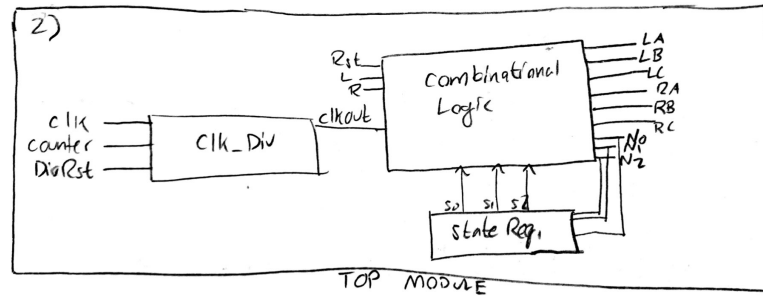 2)
Rst
L
R
clkout
Combinational
Logic
LA
LB
LC
RA
RB
RC
N0
N1
N2
Clk
Counter
DivRst
Clk_Div
S0 S1 S2
State Reg.
TOP MODULE